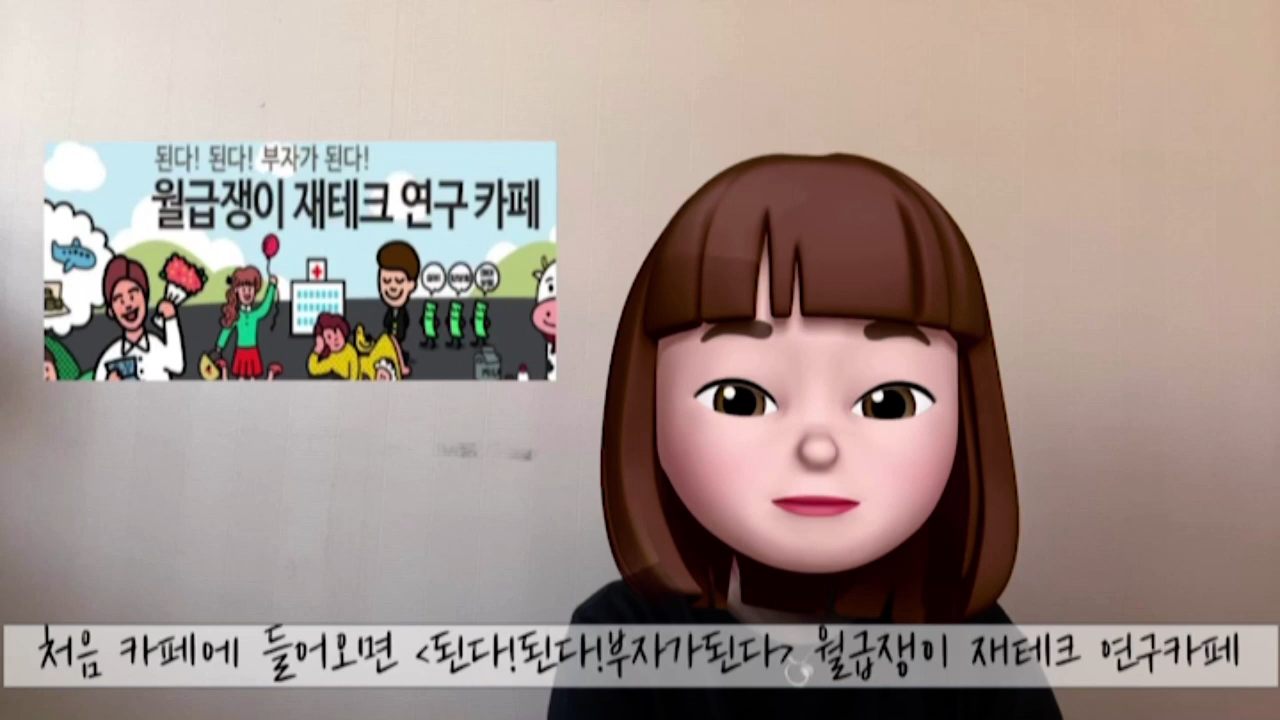 된다! 된다! 부자가 된다!
월급쟁이 재테크 연구 카페
처음 카페에 들어오면 <된다!된다!부자가된다> 월급쟁이 재테크 연구카페